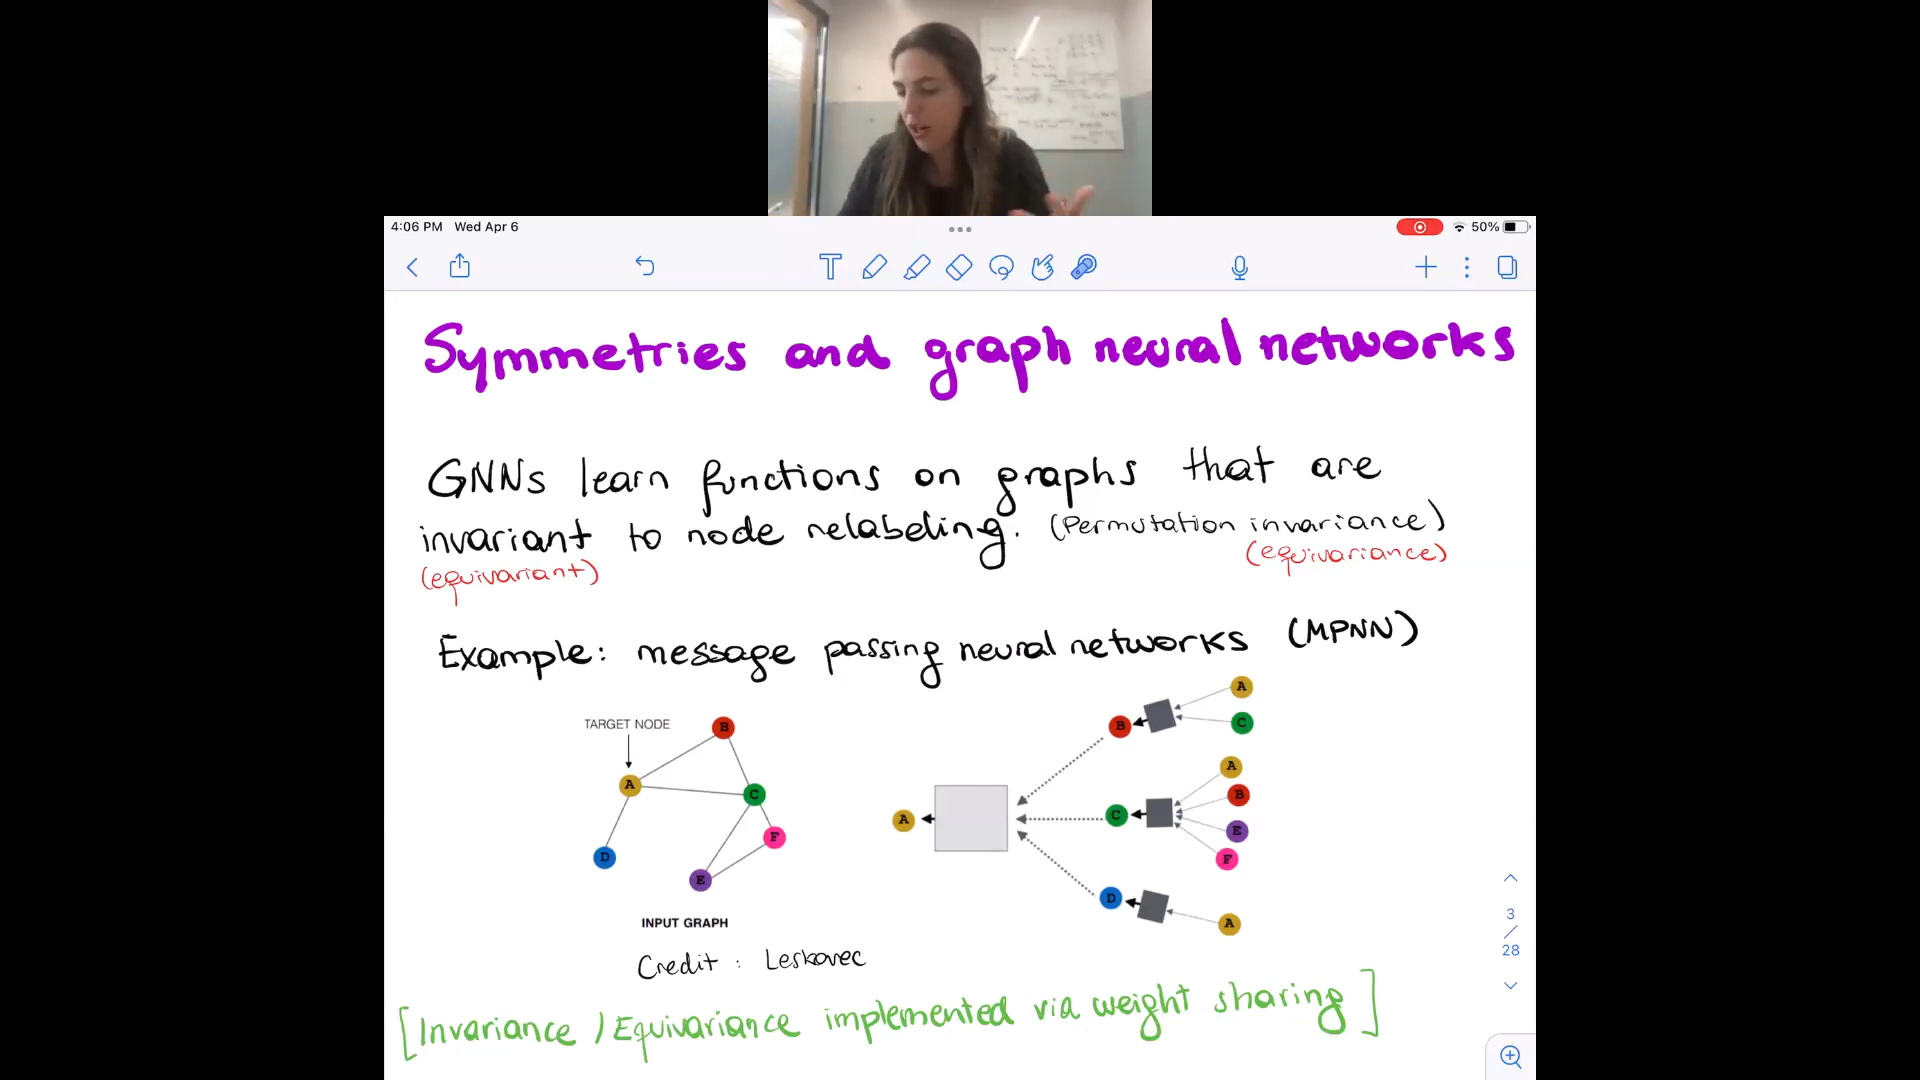 4:06 PM Wed Apr 6
50%
Symmetries and graph neural networks
GNNs learn functions on graphs that are
invariant to node relabeling. (Permutation invariance)
(equivariant) (equivariance)
Example: message passing neural networks (MPNN)
TARGET NODE
B
A
C
F
D
E
INPUT GRAPH
A
B
C
D
A
C
A
B
E
F
A
Credit: Leskovec
[Invariance / Equivariance implemented via weight sharing]
3
/
28